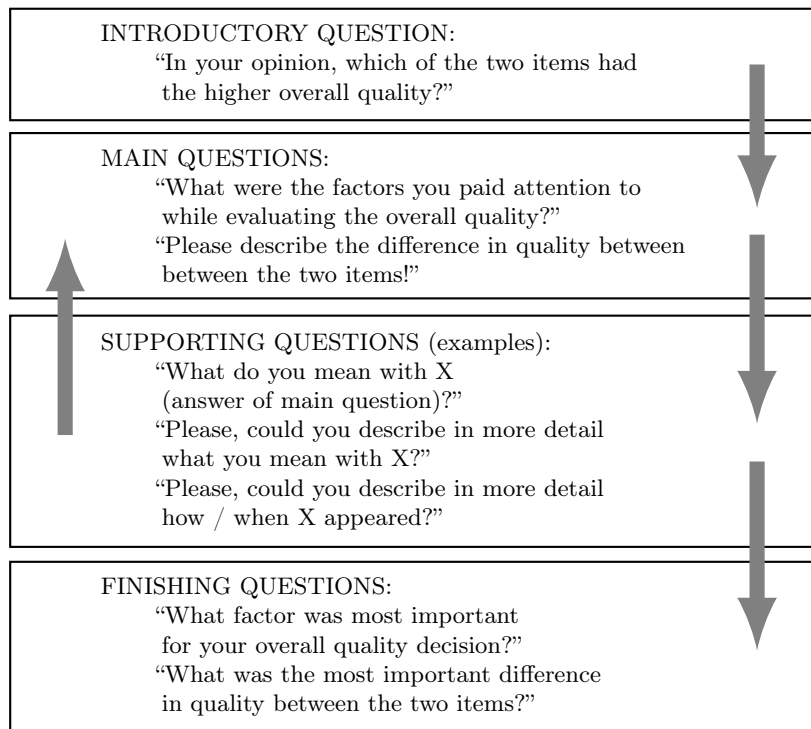 INTRODUCTORY QUESTION:
“In your opinion, which of the two items had
the higher overall quality?”
MAIN QUESTIONS:
“What were the factors you paid attention to
while evaluating the overall quality?”
“Please describe the difference in quality between
between the two items!”
SUPPORTING QUESTIONS (examples):
“What do you mean with X
(answer of main question)?”
“Please, could you describe in more detail
what you mean with X?”
“Please, could you describe in more detail
how / when X appeared?”
FINISHING QUESTIONS:
“What factor was most important
for your overall quality decision?”
“What was the most important difference
in quality between the two items?”